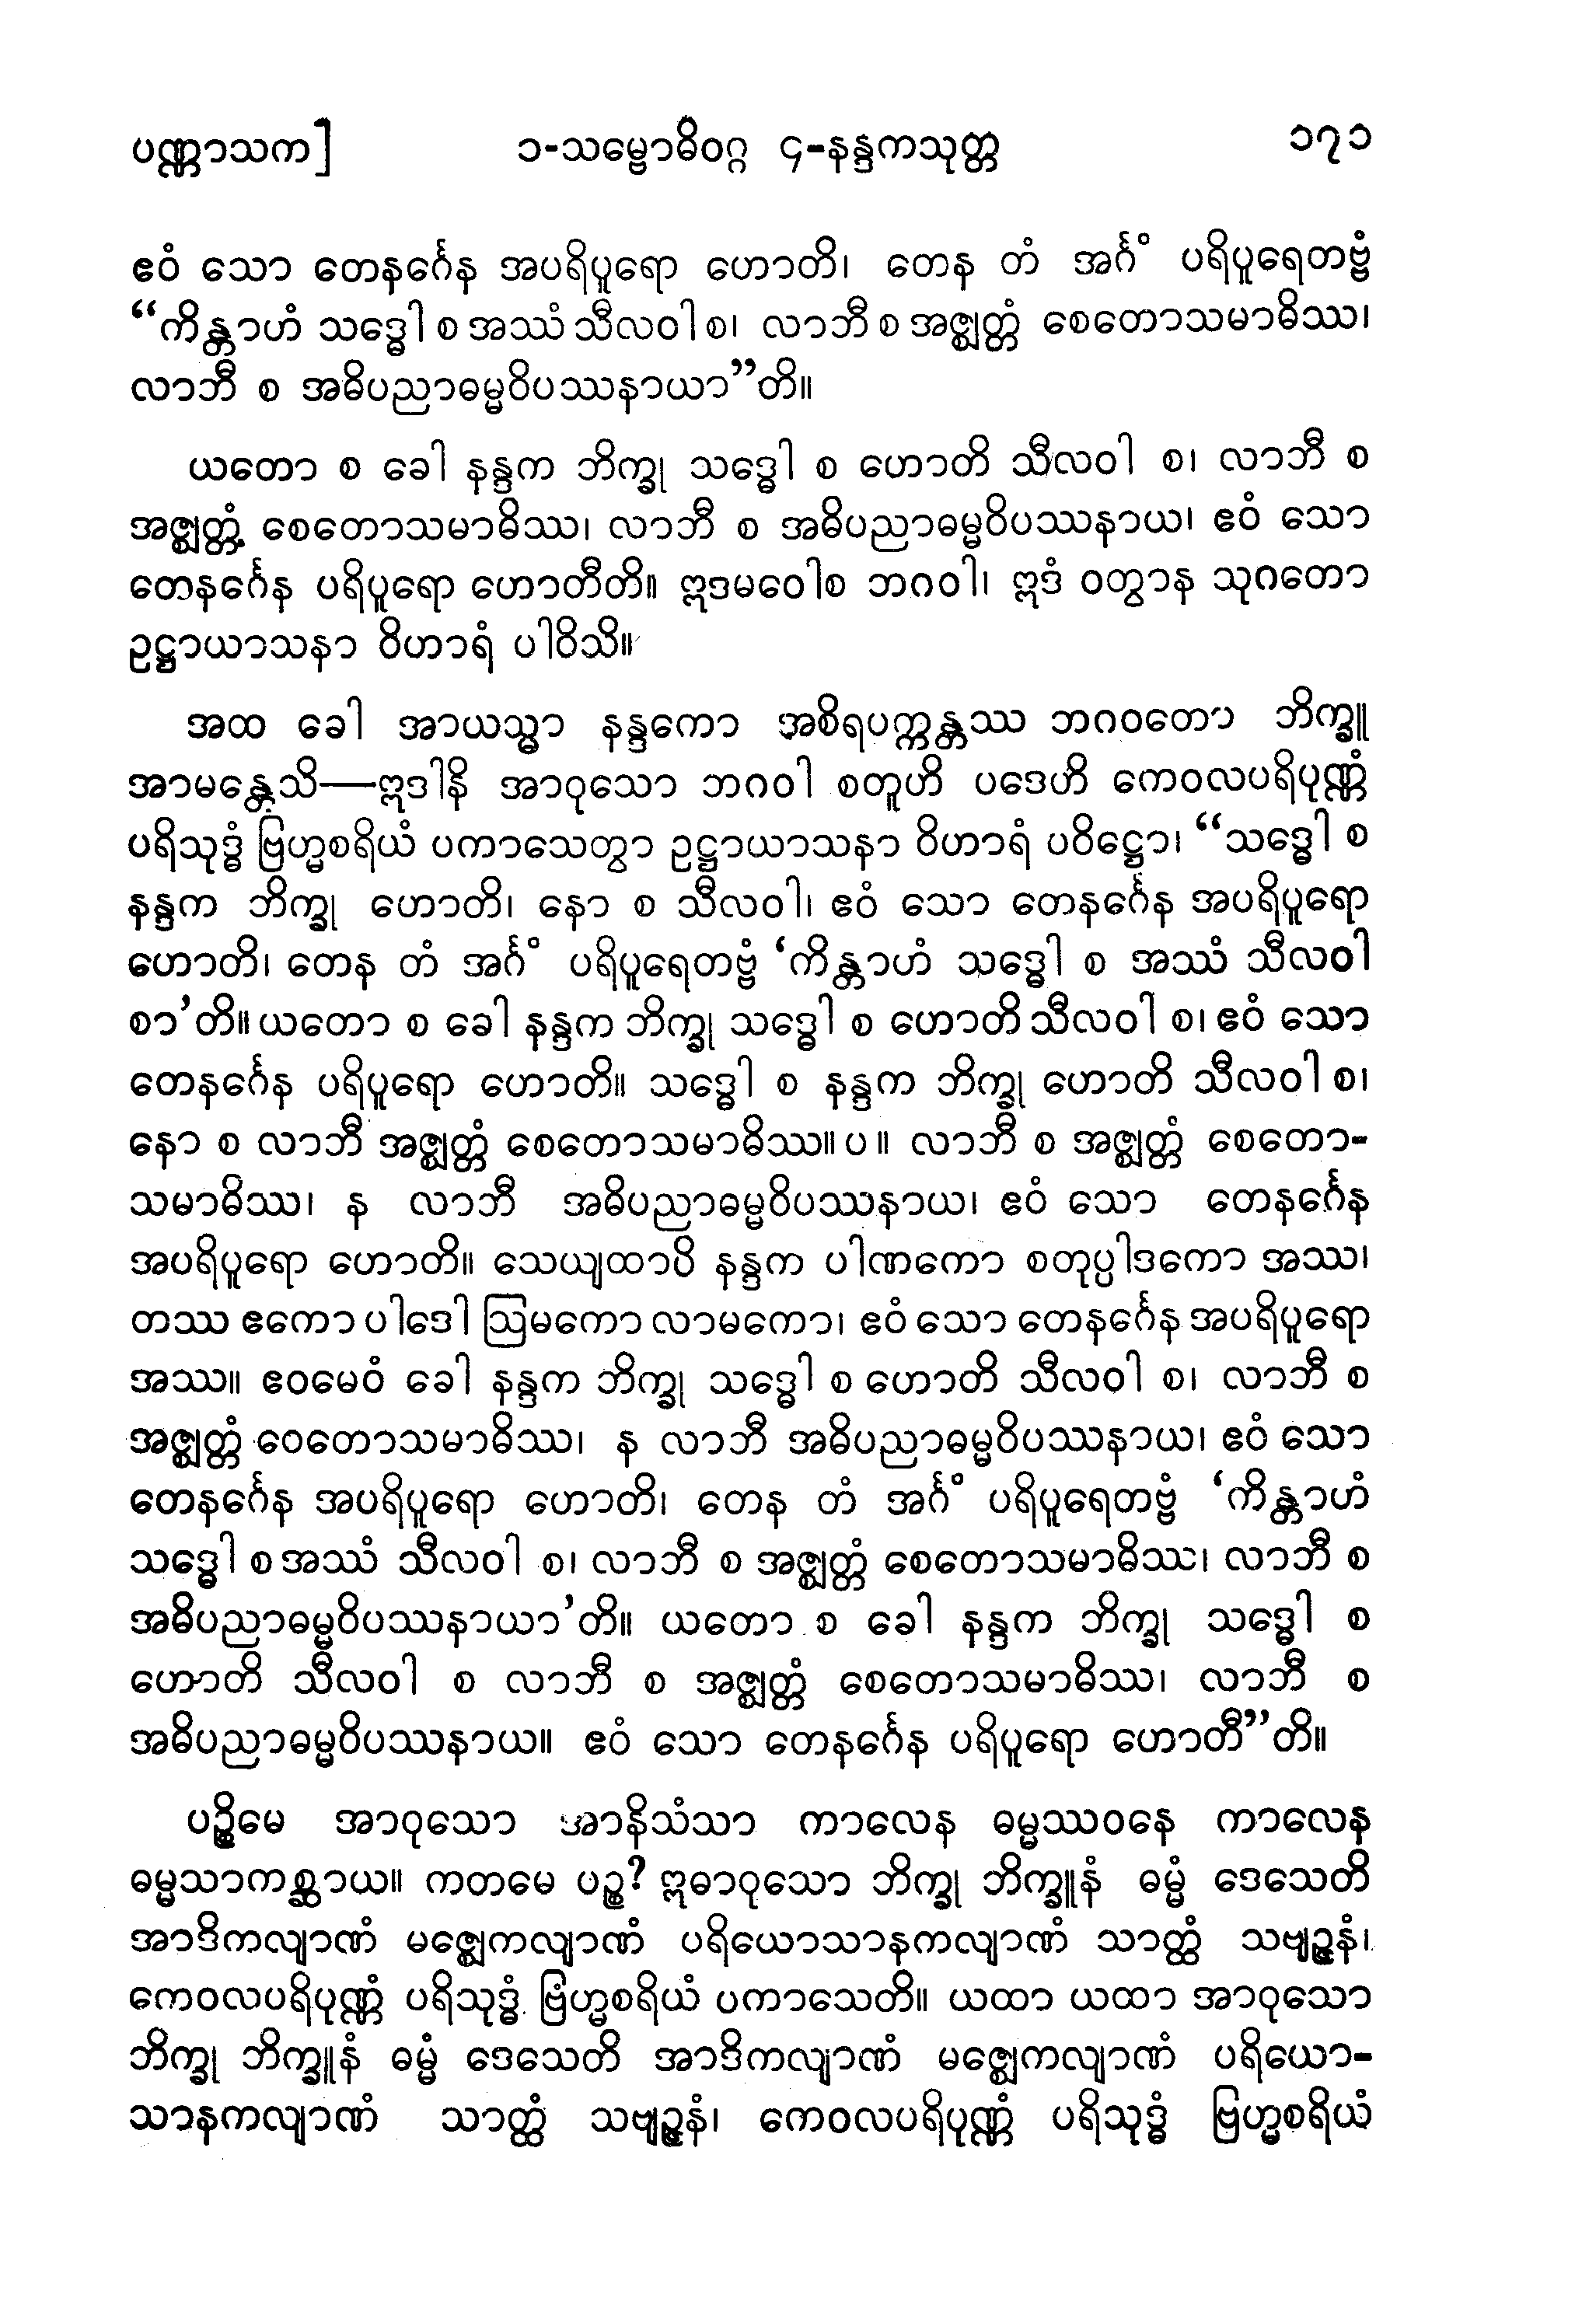 ပဏ္ဏာသက] ၁-သမ္ဗောဓိဝဂ္ဂ ၄-နန္ဒကသုတ္တ ၁၇၁
ဧဝံ သော တေနင်္ဂေန အပရိပူရော ဟောတိ၊ တေန တံ အင်္ဂံ ပရိပူရေတဗ္ဗံ
“ကိန္တာဟံ သဒ္ဓေါ စ အဿံ သီလဝါ စ၊ လာဘီ စ အဇ္ဈတ္တံ စေတောသမာဓိဿ၊
လာဘီ စ အဓိပညာဓမ္မဝိပဿနာယာ”တိ။
ယတော စ ခေါ နန္ဒက ဘိက္ခု သဒ္ဓေါ စ ဟောတိ သီလဝါ စ၊ လာဘီ စ
အဇ္ဈတ္တံ စေတောသမာဓိဿ၊ လာဘီ စ အဓိပညာဓမ္မဝိပဿနာယ၊ ဧဝံ သော
တေနင်္ဂေန ပရိပူရော ဟောတီတိ။ ဣဒမဝေါစ ဘဂဝါ၊ ဣဒံ ဝတွာန သုဂတော
ဥဋ္ဌာယာသနာ ဝိဟာရံ ပါဝိသိ။
အထ ခေါ အာယသ္မာ နန္ဒကော အစိရပက္ကန္တဿ ဘဂဝတော ဘိက္ခူ
အာမန္တေသိ—ဣဒါနိ အာဝုသော ဘဂဝါ စတူဟိ ပဒေဟိ ကေဝလပရိပုဏ္ဏံ
ပရိသုဒ္ဓံ ဗြဟ္မစရိယံ ပကာသေတွာ ဥဋ္ဌာယာသနာ ဝိဟာရံ ပဝိဋ္ဌော၊ “သဒ္ဓေါ စ
နန္ဒက ဘိက္ခု ဟောတိ၊ နော စ သီလဝါ၊ ဧဝံ သော တေနင်္ဂေန အပရိပူရော
ဟောတိ၊ တေန တံ အင်္ဂံ ပရိပူရေတဗ္ဗံ ‘ကိန္တာဟံ သဒ္ဓေါ စ အဿံ သီလဝါ
စာ’တိ။ ယတော စ ခေါ နန္ဒက ဘိက္ခု သဒ္ဓေါ စ ဟောတိ သီလဝါ စ၊ ဧဝံ သော
တေနင်္ဂေန ပရိပူရော ဟောတိ။ သဒ္ဓေါ စ နန္ဒက ဘိက္ခု ဟောတိ သီလဝါ စ၊
နော စ လာဘီ အဇ္ဈတ္တံ စေတောသမာဓိဿ။ ပ ။ လာဘီ စ အဇ္ဈတ္တံ စေတော-
သမာဓိဿ၊ န လာဘီ အဓိပညာဓမ္မဝိပဿနာယ၊ ဧဝံ သော တေနင်္ဂေန
အပရိပူရော ဟောတိ။ သေယျထာပိ နန္ဒက ပါဏကော စတုပ္ပါဒကော အဿ၊
တဿ ဧကော ပါဒေါ ဩမကော လာမကော၊ ဧဝံ သော တေနင်္ဂေန အပရိပူရော
အဿ။ ဧဝမေဝံ ခေါ နန္ဒက ဘိက္ခု သဒ္ဓေါ စ ဟောတိ သီလဝါ စ၊ လာဘီ စ
အဇ္ဈတ္တံ ဝေတောသမာဓိဿ၊ န လာဘီ အဓိပညာဓမ္မဝိပဿနာယ၊ ဧဝံ သော
တေနင်္ဂေန အပရိပူရော ဟောတိ၊ တေန တံ အင်္ဂံ ပရိပူရေတဗ္ဗံ ‘ကိန္တာဟံ
သဒ္ဓေါ စ အဿံ သီလဝါ စ၊ လာဘီ စ အဇ္ဈတ္တံ စေတောသမာဓိဿ၊ လာဘီ စ
အဓိပညာဓမ္မဝိပဿနာယာ’တိ။ ယတော စ ခေါ နန္ဒက ဘိက္ခု သဒ္ဓေါ စ
ဟောတိ သီလဝါ စ လာဘီ စ အဇ္ဈတ္တံ စေတောသမာဓိဿ၊ လာဘီ စ
အဓိပညာဓမ္မဝိပဿနာယ။ ဧဝံ သော တေနင်္ဂေန ပရိပူရော ဟောတီ”တိ။
ပဉ္စိမေ အာဝုသော အာနိသံသာ ကာလေန ဓမ္မဿဝနေ ကာလေန
ဓမ္မသာကစ္ဆာယ။ ကတမေ ပဉ္စ? ဣဓာဝုသော ဘိက္ခု ဘိက္ခူနံ ဓမ္မံ ဒေသေတိ
အာဒိကလျာဏံ မဇ္ဈေကလျာဏံ ပရိယောသာနကလျာဏံ သာတ္ထံ သဗျဉ္ဇနံ၊
ကေဝလပရိပုဏ္ဏံ ပရိသုဒ္ဓံ ဗြဟ္မစရိယံ ပကာသေတိ။ ယထာ ယထာ အာဝုသော
ဘိက္ခု ဘိက္ခူနံ ဓမ္မံ ဒေသေတိ အာဒိကလျာဏံ မဇ္ဈေကလျာဏံ ပရိယော-
သာနကလျာဏံ သာတ္ထံ သဗျဉ္ဇနံ၊ ကေဝလပရိပုဏ္ဏံ ပရိသုဒ္ဓံ ဗြဟ္မစရိယံ